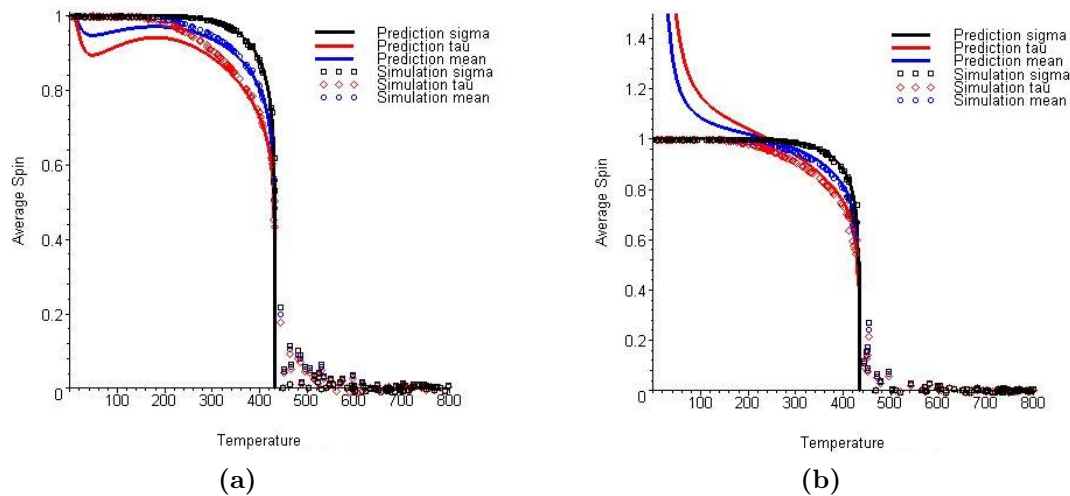 1
0.8
0.6
0.4
0.2
0
Average Spin
100 200 300 400 500 600 700 800
Temperature
Prediction sigma
Prediction tau
Prediction mean
Simulation sigma
Simulation tau
Simulation mean
(a)
1.4
1.2
1
0.8
0.6
0.4
0.2
0
Average Spin
100 200 300 400 500 600 700 800
Temperature
Prediction sigma
Prediction tau
Prediction mean
Simulation sigma
Simulation tau
Simulation mean
(b)